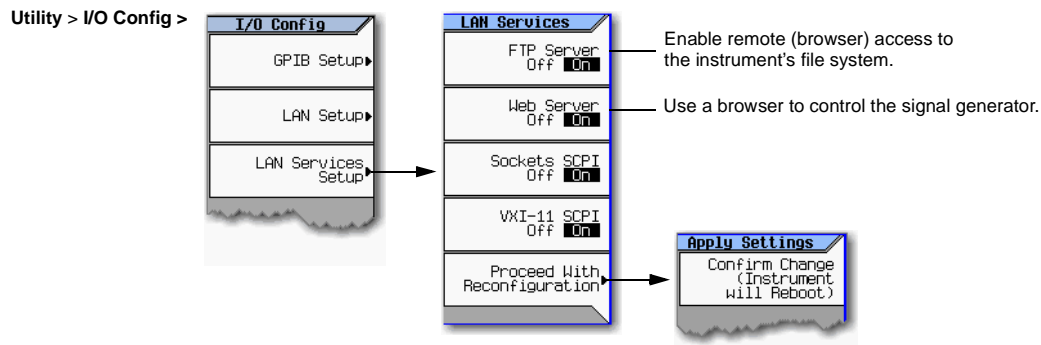 Utility > I/O Config >
I/O Config
GPIB Setup
LAN Setup
LAN Services
Setup
LAN Services
FTP Server
Off On
Web Server
Off On
Sockets SCPI
Off On
VXI-11 SCPI
Off On
Proceed With
Reconfiguration
Enable remote (browser) access to
the instrument's file system.
Use a browser to control the signal generator.
Apply Settings
Confirm Change
(Instrument
will Reboot)